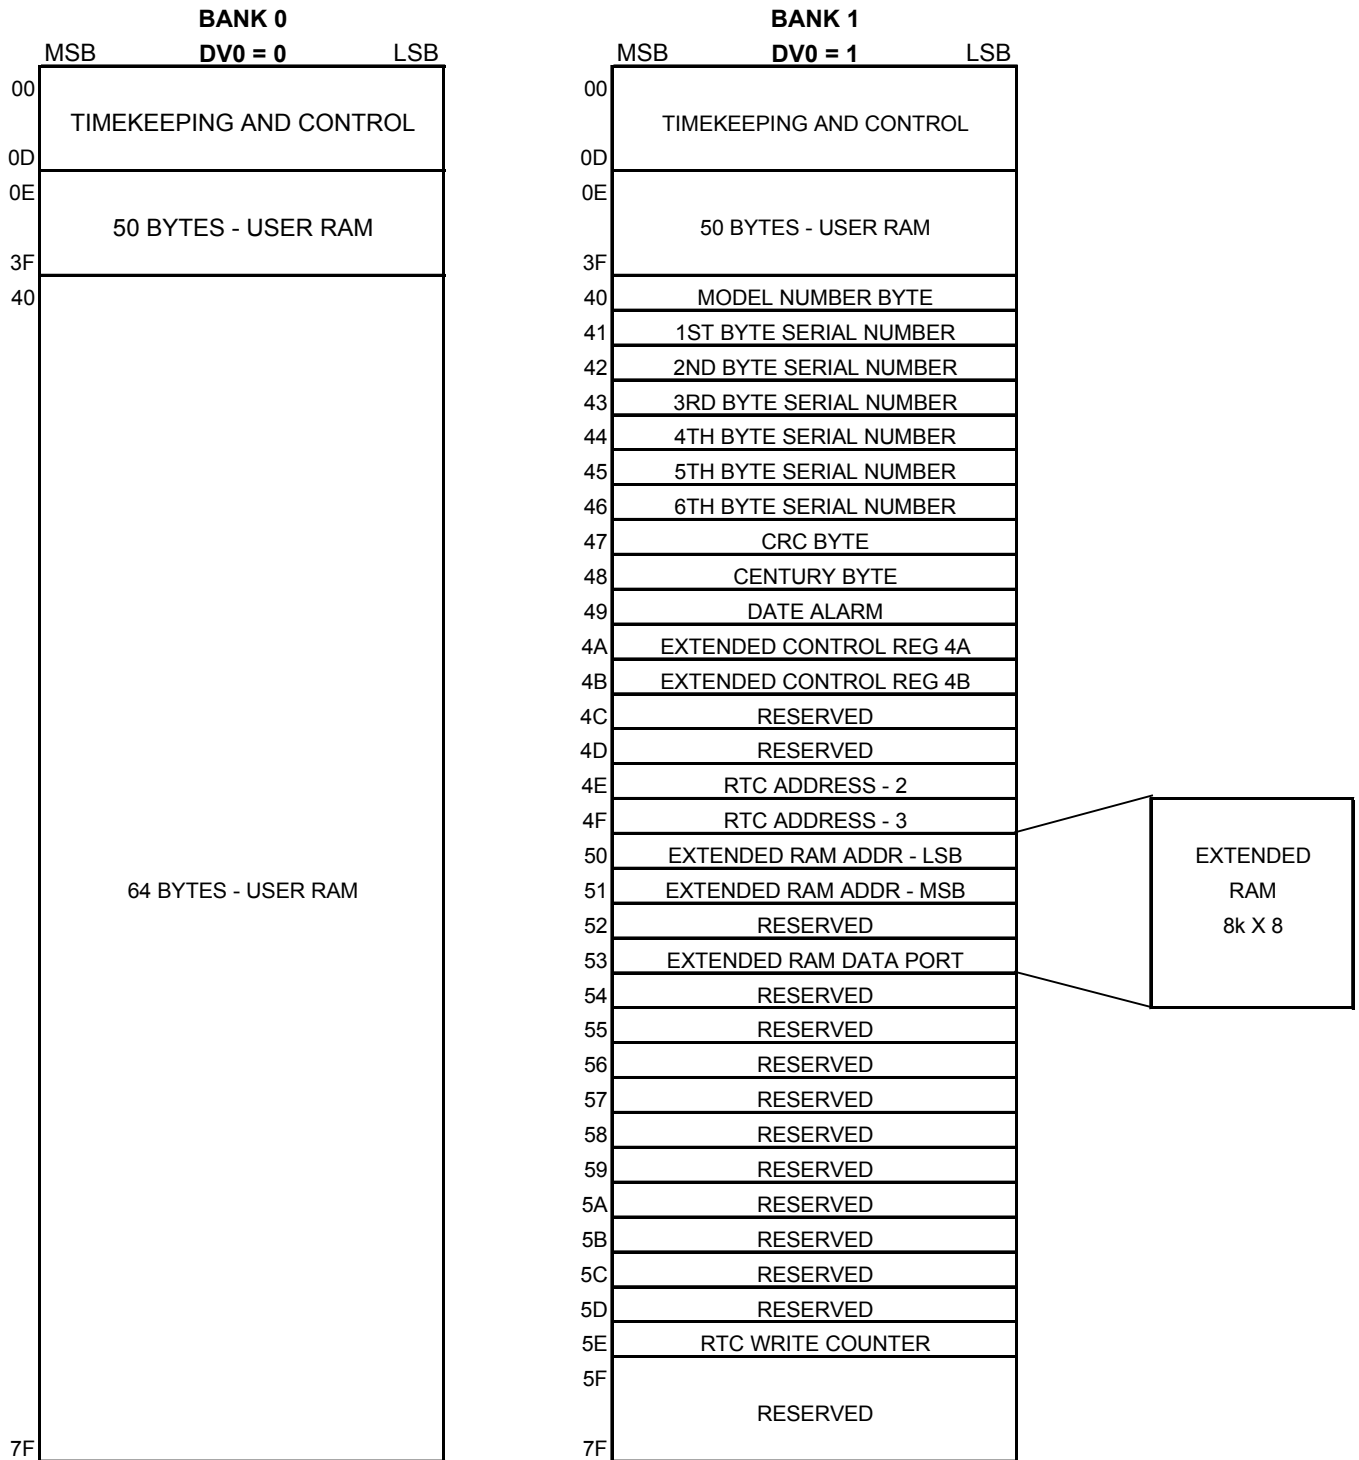 BANK 0
MSB DV0 = 0 LSB
00
TIMEKEEPING AND CONTROL
0D
0E
50 BYTES - USER RAM
3F
40
64 BYTES - USER RAM
7F
BANK 1
MSB DV0 = 1 LSB
00
TIMEKEEPING AND CONTROL
0D
0E
50 BYTES - USER RAM
3F
40 MODEL NUMBER BYTE
41 1ST BYTE SERIAL NUMBER
42 2ND BYTE SERIAL NUMBER
43 3RD BYTE SERIAL NUMBER
44 4TH BYTE SERIAL NUMBER
45 5TH BYTE SERIAL NUMBER
46 6TH BYTE SERIAL NUMBER
47 CRC BYTE
48 CENTURY BYTE
49 DATE ALARM
4A EXTENDED CONTROL REG 4A
4B EXTENDED CONTROL REG 4B
4C RESERVED
4D RESERVED
4E RTC ADDRESS - 2
4F RTC ADDRESS - 3
50 EXTENDED RAM ADDR - LSB
51 EXTENDED RAM ADDR - MSB
52 RESERVED
53 EXTENDED RAM DATA PORT
54 RESERVED
55 RESERVED
56 RESERVED
57 RESERVED
58 RESERVED
59 RESERVED
5A RESERVED
5B RESERVED
5C RESERVED
5D RESERVED
5E RTC WRITE COUNTER
5F
RESERVED
7F
EXTENDED
RAM
8k X 8